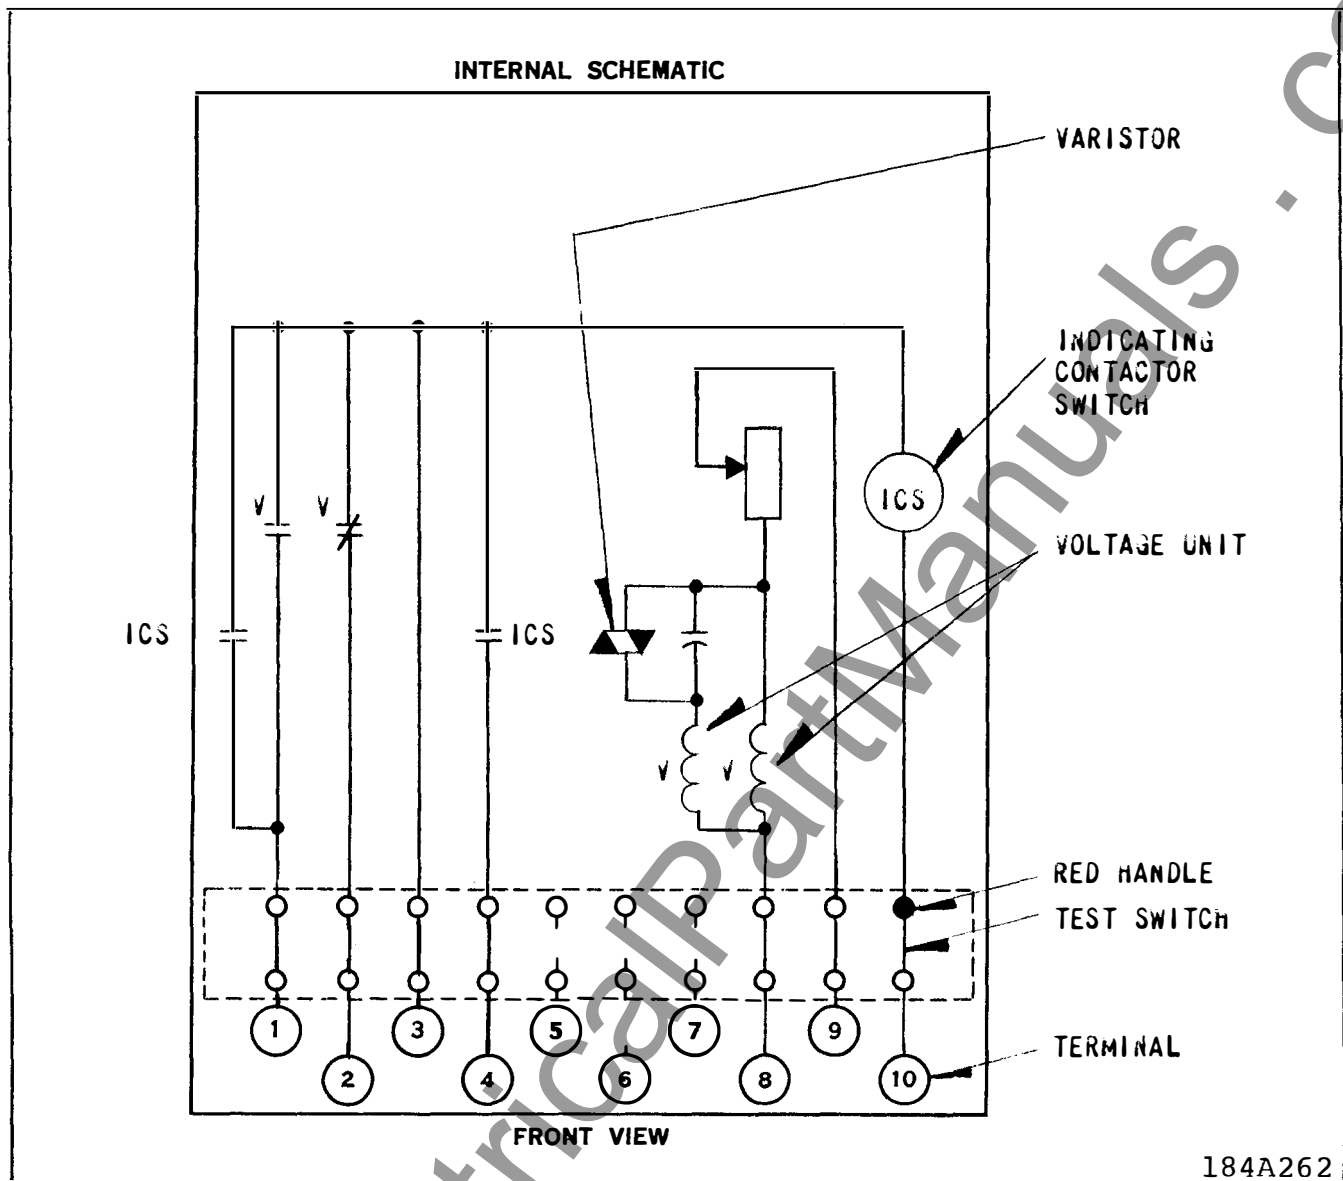 INTERNAL SCHEMATIC
VARISTOR
INDICATING
CONTACTOR
SWITCH
ICS
V V
VOLTAGE UNIT
ICS ICS
V V
RED HANDLE
TEST SWITCH
1 3 5 7 9
2 4 6 8 10
TERMINAL
FRONT VIEW
184A262
tricalPartManuals . c